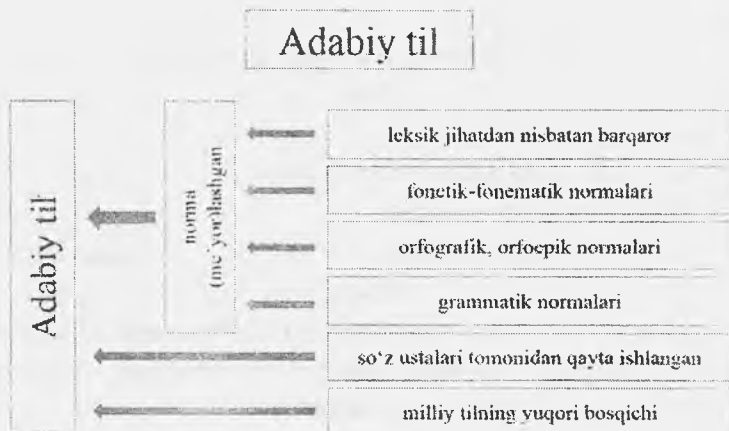 Adabiy til
Adabiy til
norma
(me'yor)lashgan
leksik jihatdan nisbatan barqaror
fonetik-fonematik normalari
orfografik, orfoepik normalari
grammatik normalari
so‘z ustalari tomonidan qayta ishlangan
milliy tilning yuqori bosqichi